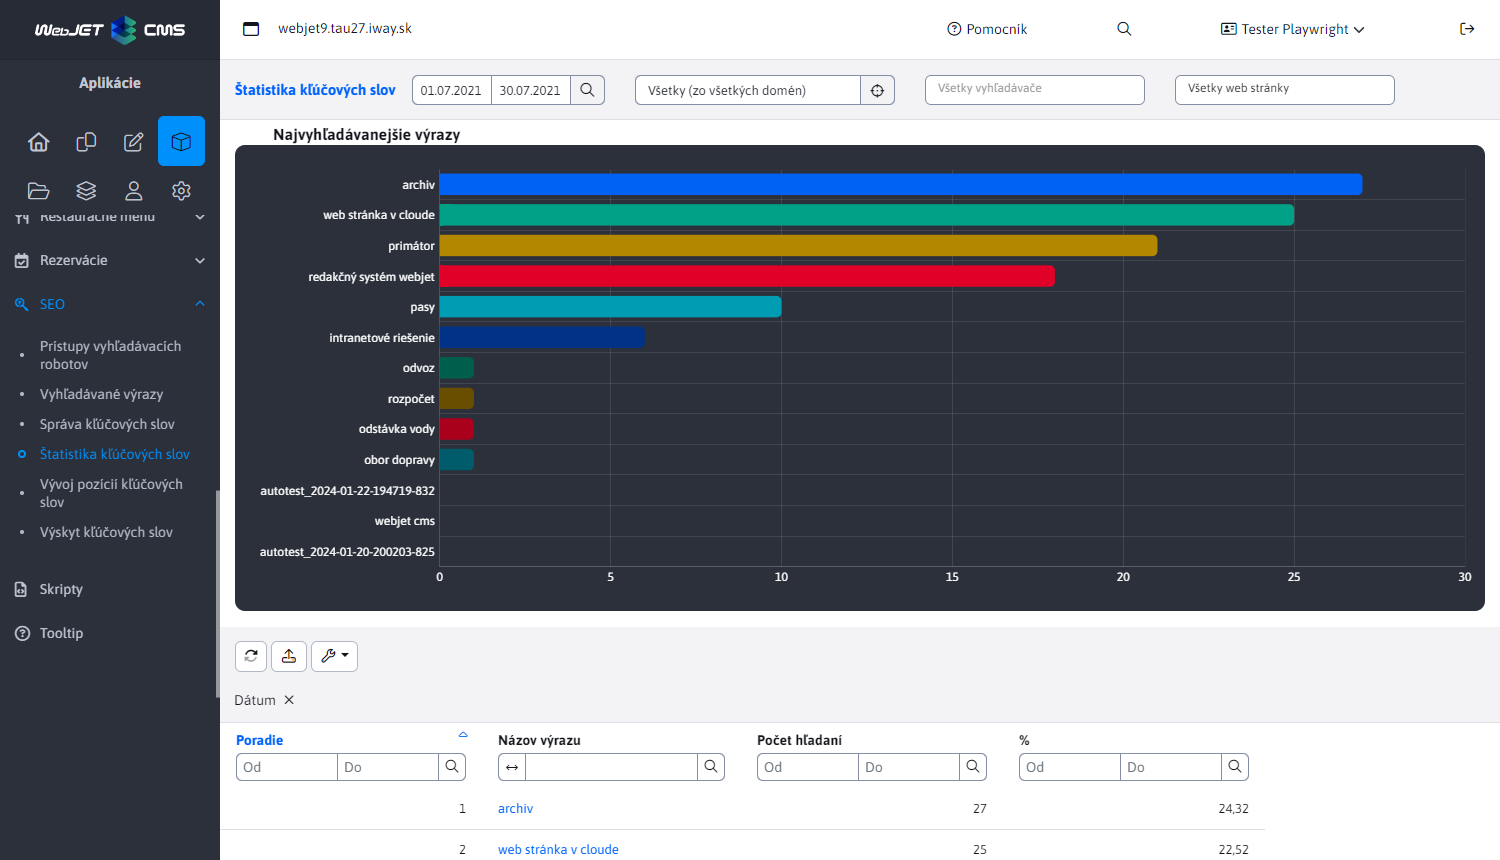 WebJET CMS
webjet9.tau27.iway.sk
Pomocník
Tester Playwright
Aplikácie
Reštauračné menu
Rezervácie
SEO
Prístupy vyhľadávacích
robotov
Vyhľadávané výrazy
Správa kľúčových slov
Štatistika kľúčových slov
Vývoj pozícií kľúčových
slov
Výskyt kľúčových slov
Skripty
Tooltip
Štatistika kľúčových slov
01.07.2021
30.07.2021
Všetky (zo všetkých domén)
Všetky vyhľadávače
Všetky web stránky
Najvyhľadávanejšie výrazy
archiv
web stránka v cloude
primátor
redakčný systém webjet
pasy
intranetové riešenie
odvoz
rozpočet
odstávka vody
obor dopravy
autotest_2024-01-22-194719-832
webjet cms
autotest_2024-01-20-200203-825
0 5 10 15 20 25 30
Dátum
Poradie Názov výrazu Počet hľadaní %
Od Do Od Do Od Do
1 archiv 27 24,32
2 web stránka v cloude 25 22,52